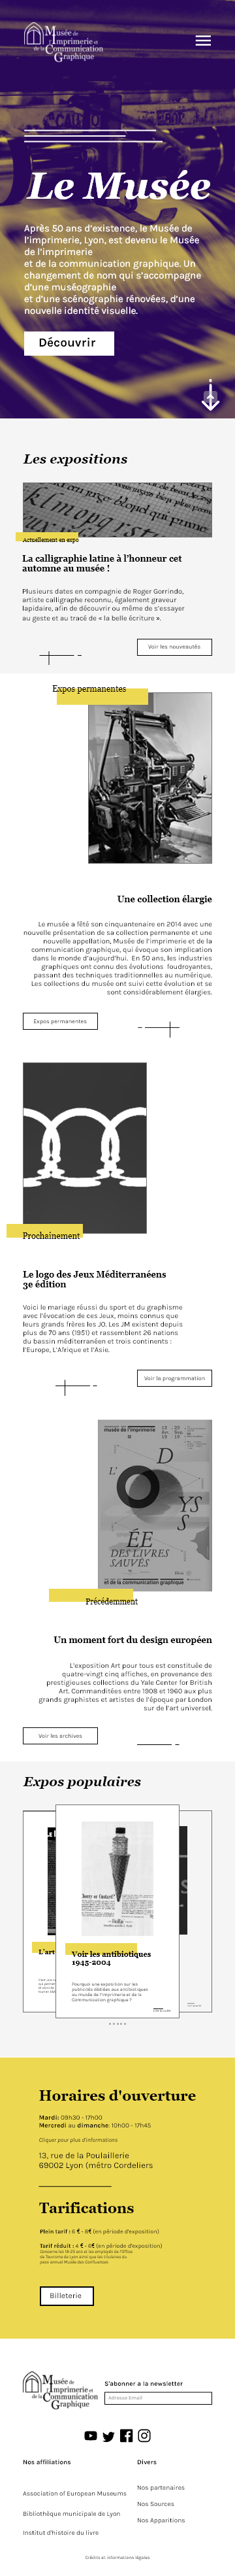 Musée de
l'Imprimerie et
de la Communication
Graphique
Le Musée
Après 50 ans d'existence, le Musée de
l'imprimerie, Lyon, est devenu le Musée
de l'imprimerie
et de la communication graphique. Un
changement de nom qui s'accompagne
d'une muséographie
et d'une scénographie rénovées, d'une
nouvelle identité visuelle.
Découvrir
Les expositions
Actuellement en expo
La calligraphie latine à l'honneur cet
automne au musée !
Plusieurs dates en compagnie de Roger Gorrindo,
artiste calligraphe reconnu, également graveur
lapidaire, afin de découvrir ou même de s'essayer
au geste et au tracé de « la belle écriture ».
Voir les nouveautés
Expos permanentes
Une collection élargie
Le musée a fêté son cinquantenaire en 2014 avec une
nouvelle présentation de sa collection permanente et une
nouvelle appellation, Musée de l'imprimerie et de la
communication graphique, qui évoque son implication
dans le monde d'aujourd'hui. En 50 ans, les industries
graphiques ont connu des évolutions foudroyantes,
passant des techniques traditionnelles au numérique.
Les collections du musée ont suivi cette évolution et se
sont considérablement élargies.
Expos permanentes
Prochainement
Le logo des Jeux Méditerranéens
3e édition
Voici le mariage réussi du sport et du graphisme
avec l'évocation de ces Jeux, moins connus que
leurs grands frères les JO. Les JM existent depuis
plus de 70 ans (1951) et rassemblent 26 nations
du bassin méditerranéen et trois continents :
l'Europe, L'Afrique et l'Asie.
Voir la programmation
musée de l'imprimerie
L'
D
YS
S
ÉE
DES LIVRES
SAUVÉS
et de la communication graphique
Précédemment
Un moment fort du design européen
L'exposition Art pour tous est constituée de
quatre-vingt cinq affiches, en provenance des
prestigieuses collections du Yale Center for British
Art. Commanditées entre 1908 et 1960 aux plus
grands graphistes et artistes de l'époque par London
sur de l'art universel.
Voir les archives
Expos populaires
L'art
Voir les antibiotiques
1945-2004
Pourquoi une exposition sur les
publicités dédiées aux antibiotiques
au musée de l'imprimerie et de la
Communication graphique ?
Horaires d'ouverture
Mardi: 09h30 - 17h00
Mercredi au dimanche: 10h00 - 17h45
Cliquer pour plus d'informations
13, rue de la Poulaillerie
69002 Lyon (métro Cordeliers
Tarifications
Plein tarif : 6 € - 8€ (en période d'exposition)
Tarif réduit : 4 € - 6€ (en période d'exposition)
Billeterie
Musée de
l'Imprimerie et
de la Communication
Graphique
S'abonner a la newsletter
Adresse Email
Nos affiliations
Divers
Association of European Museums
Nos partenaires
Bibliothèque municipale de Lyon
Nos Sources
Institut d'histoire du livre
Nos Apparitions
Crédits et Informations légales